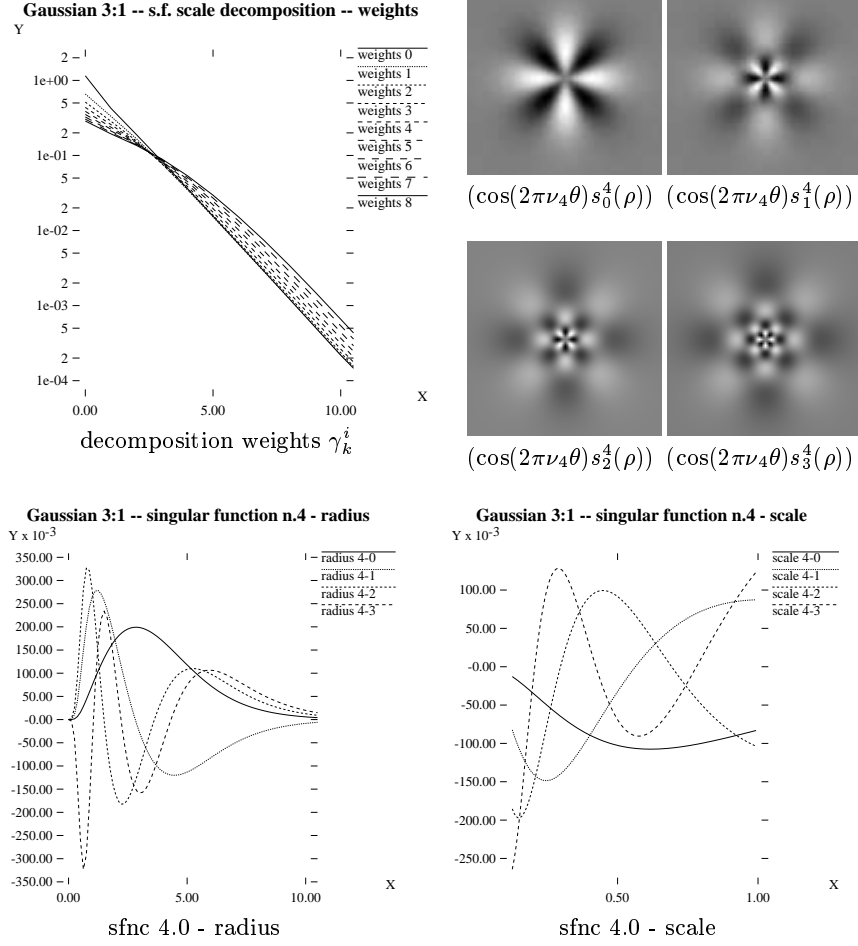 Gaussian 3:1 -- s.f. scale decomposition -- weights
Y
2
1e+00
5
2
1e-01
5
2
1e-02
5
2
1e-03
5
2
1e-04
0.00
5.00
10.00
X
weights 0
weights 1
weights 2
weights 3
weights 4
weights 5
weights 6
weights 7
weights 8
decomposition weights γ_k^i
(cos(2πν₄θ)s₀⁴(ρ)) (cos(2πν₄θ)s₁⁴(ρ))
(cos(2πν₄θ)s₂⁴(ρ)) (cos(2πν₄θ)s₃⁴(ρ))
Gaussian 3:1 -- singular function n.4 - radius
Y x 10⁻³
350.00
300.00
250.00
200.00
150.00
100.00
50.00
-0.00
-50.00
-100.00
-150.00
-200.00
-250.00
-300.00
-350.00
0.00
5.00
10.00
X
radius 4-0
radius 4-1
radius 4-2
radius 4-3
sfnc 4.0 - radius
Gaussian 3:1 -- singular function n.4 - scale
Y x 10⁻³
100.00
50.00
-0.00
-50.00
-100.00
-150.00
-200.00
-250.00
0.50
1.00
X
scale 4-0
scale 4-1
scale 4-2
scale 4-3
sfnc 4.0 - scale